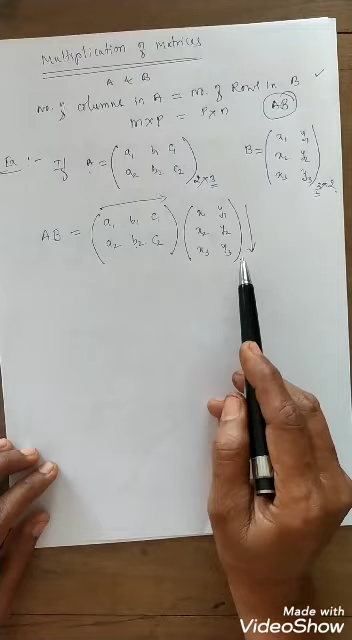 Multiplication of matrices
A & B
No. of columns in A = No. of Rows in B ✓
m×p = p×n AB
Ex :- If A = ( a₁ b₁ c₁ B = ( x₁ y₁
a₂ b₂ c₂ )2×3 x₂ y₂
x₃ y₃ )3×2
AB = ( a₁ b₁ c₁ ) ( x₁ y₁
a₂ b₂ c₂ x₂ y₂
x₃ y₃ )
Made with
VideoShow